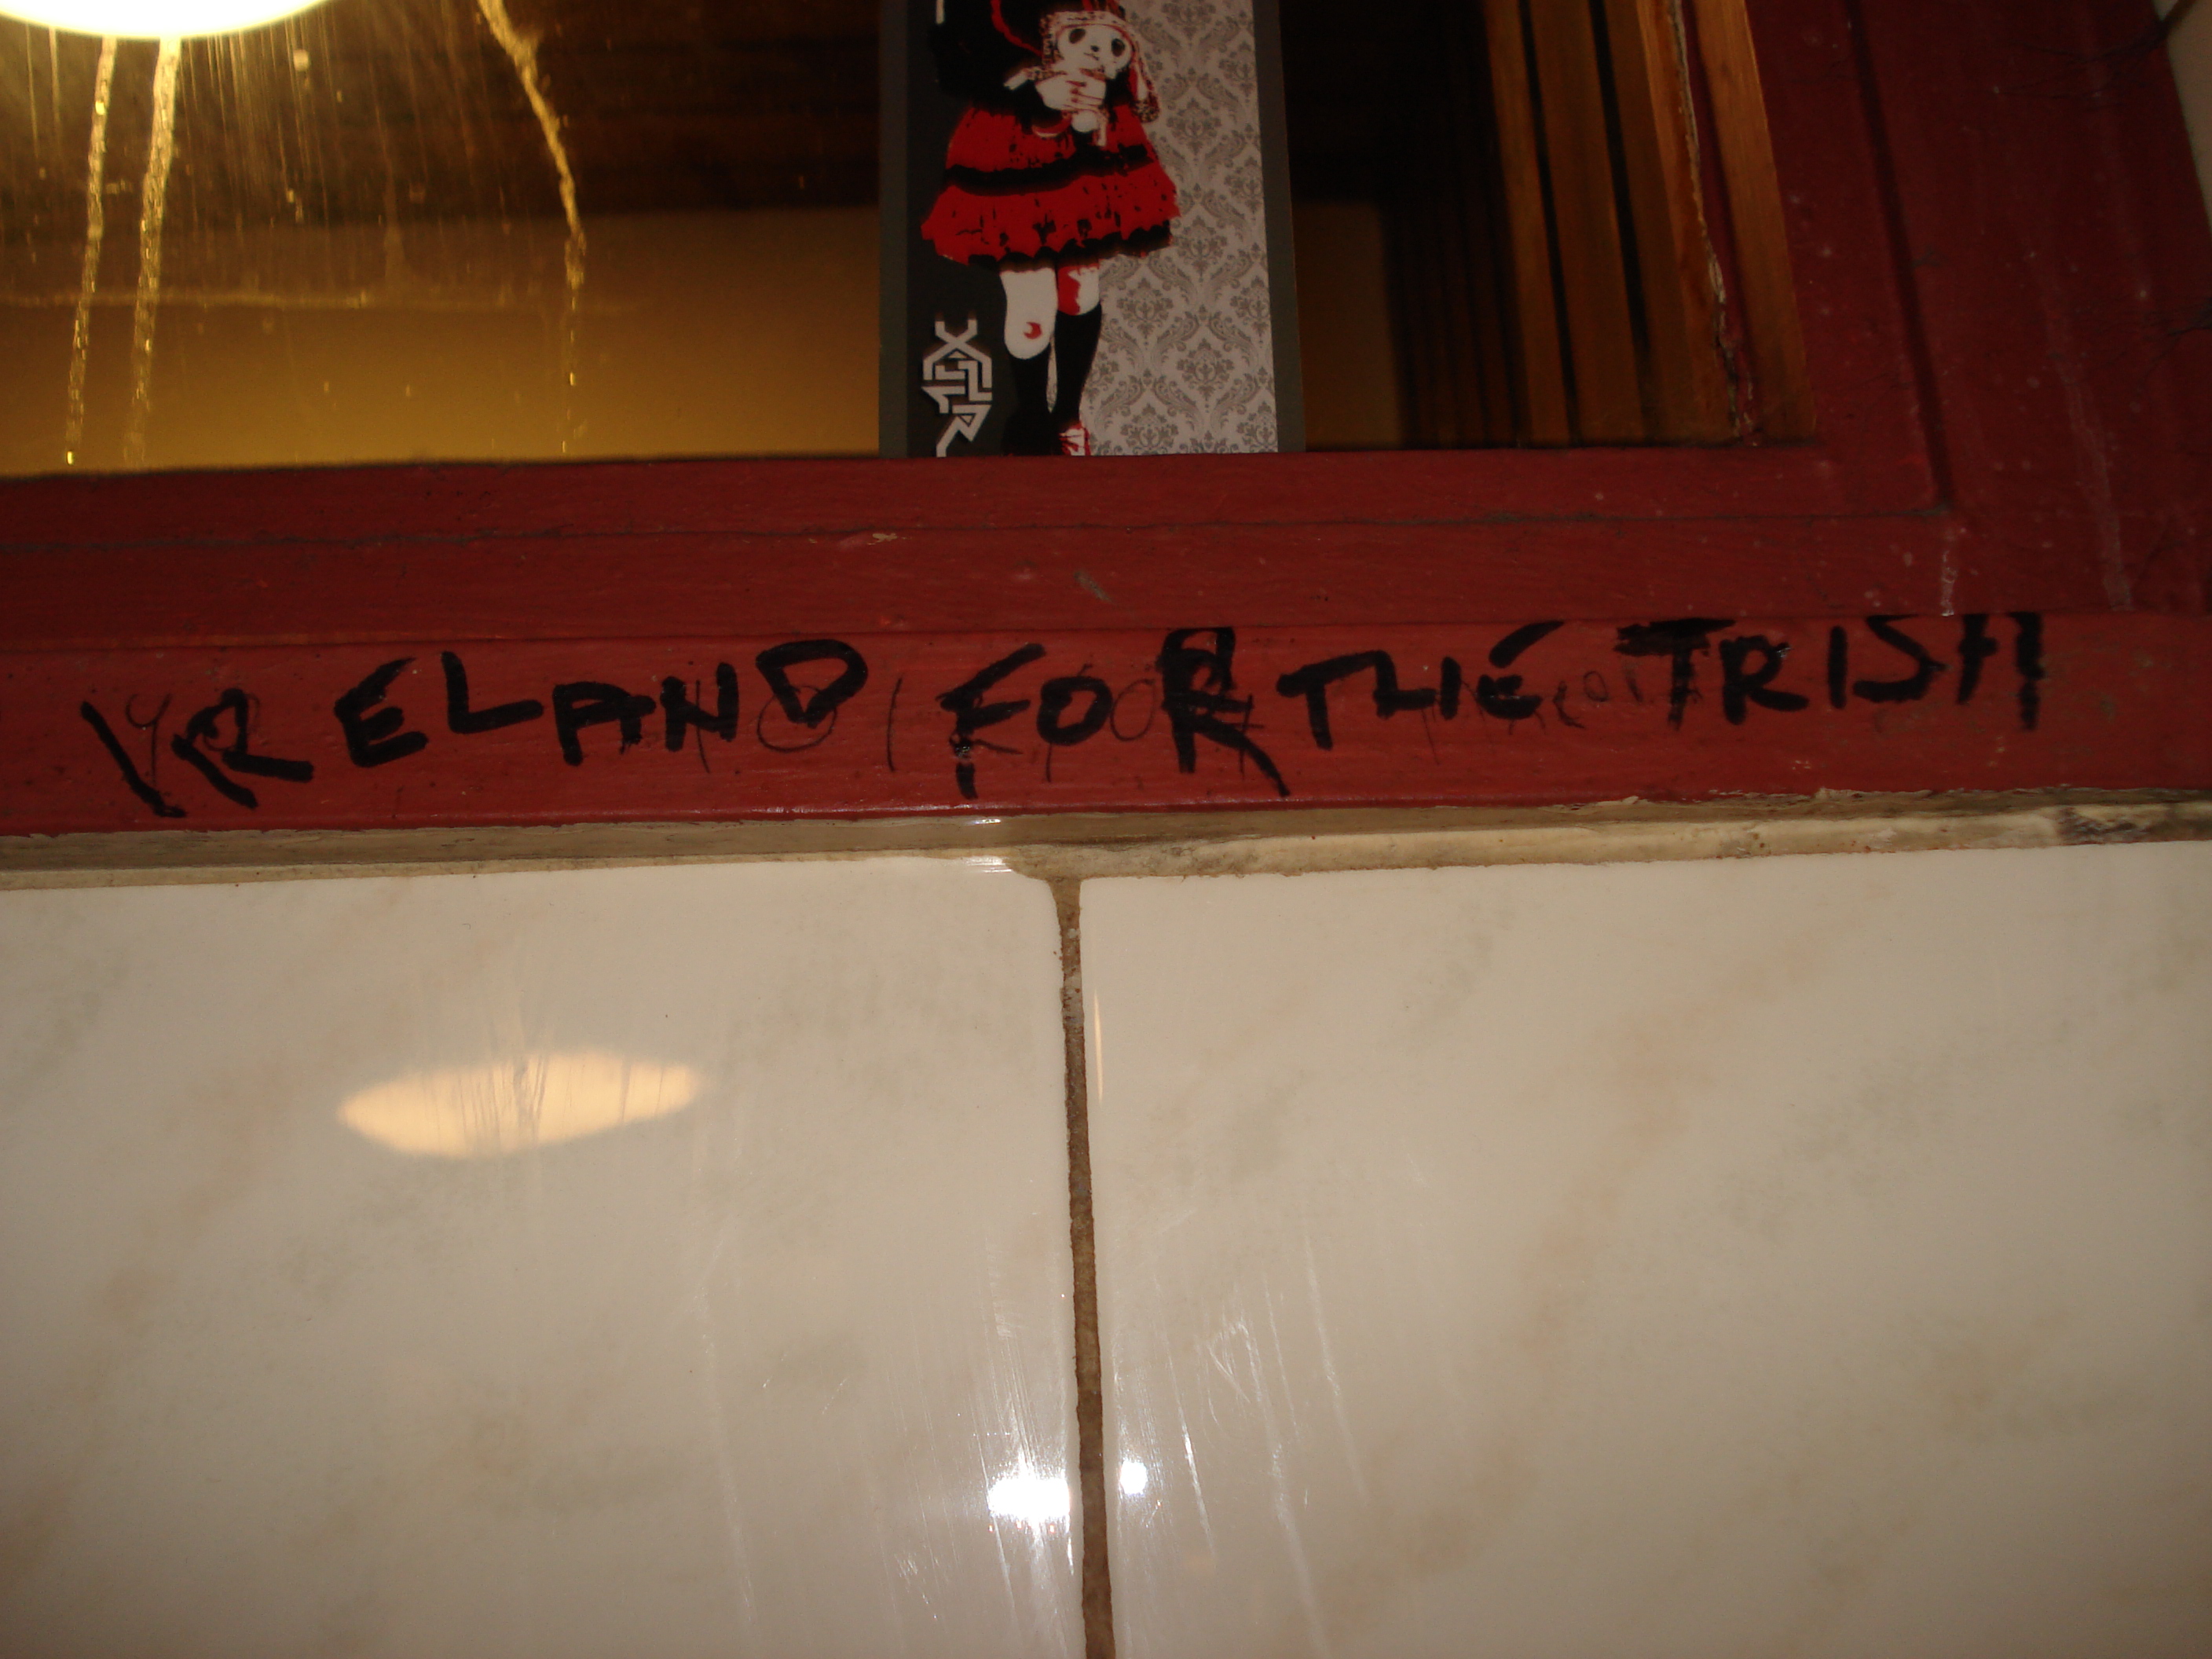 IRELAND FOR THE IRISH